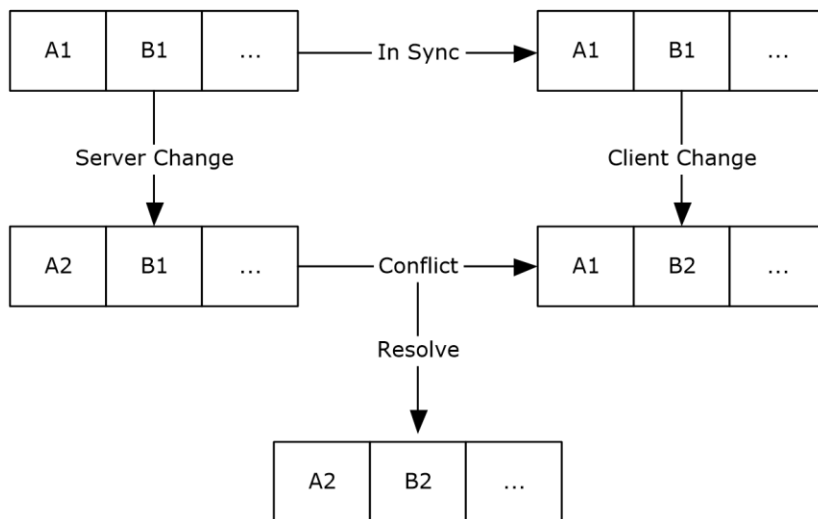 A1 B1 ... In Sync A1 B1 ...
Server Change Client Change
A2 B1 ... Conflict A1 B2 ...
Resolve
A2 B2 ...